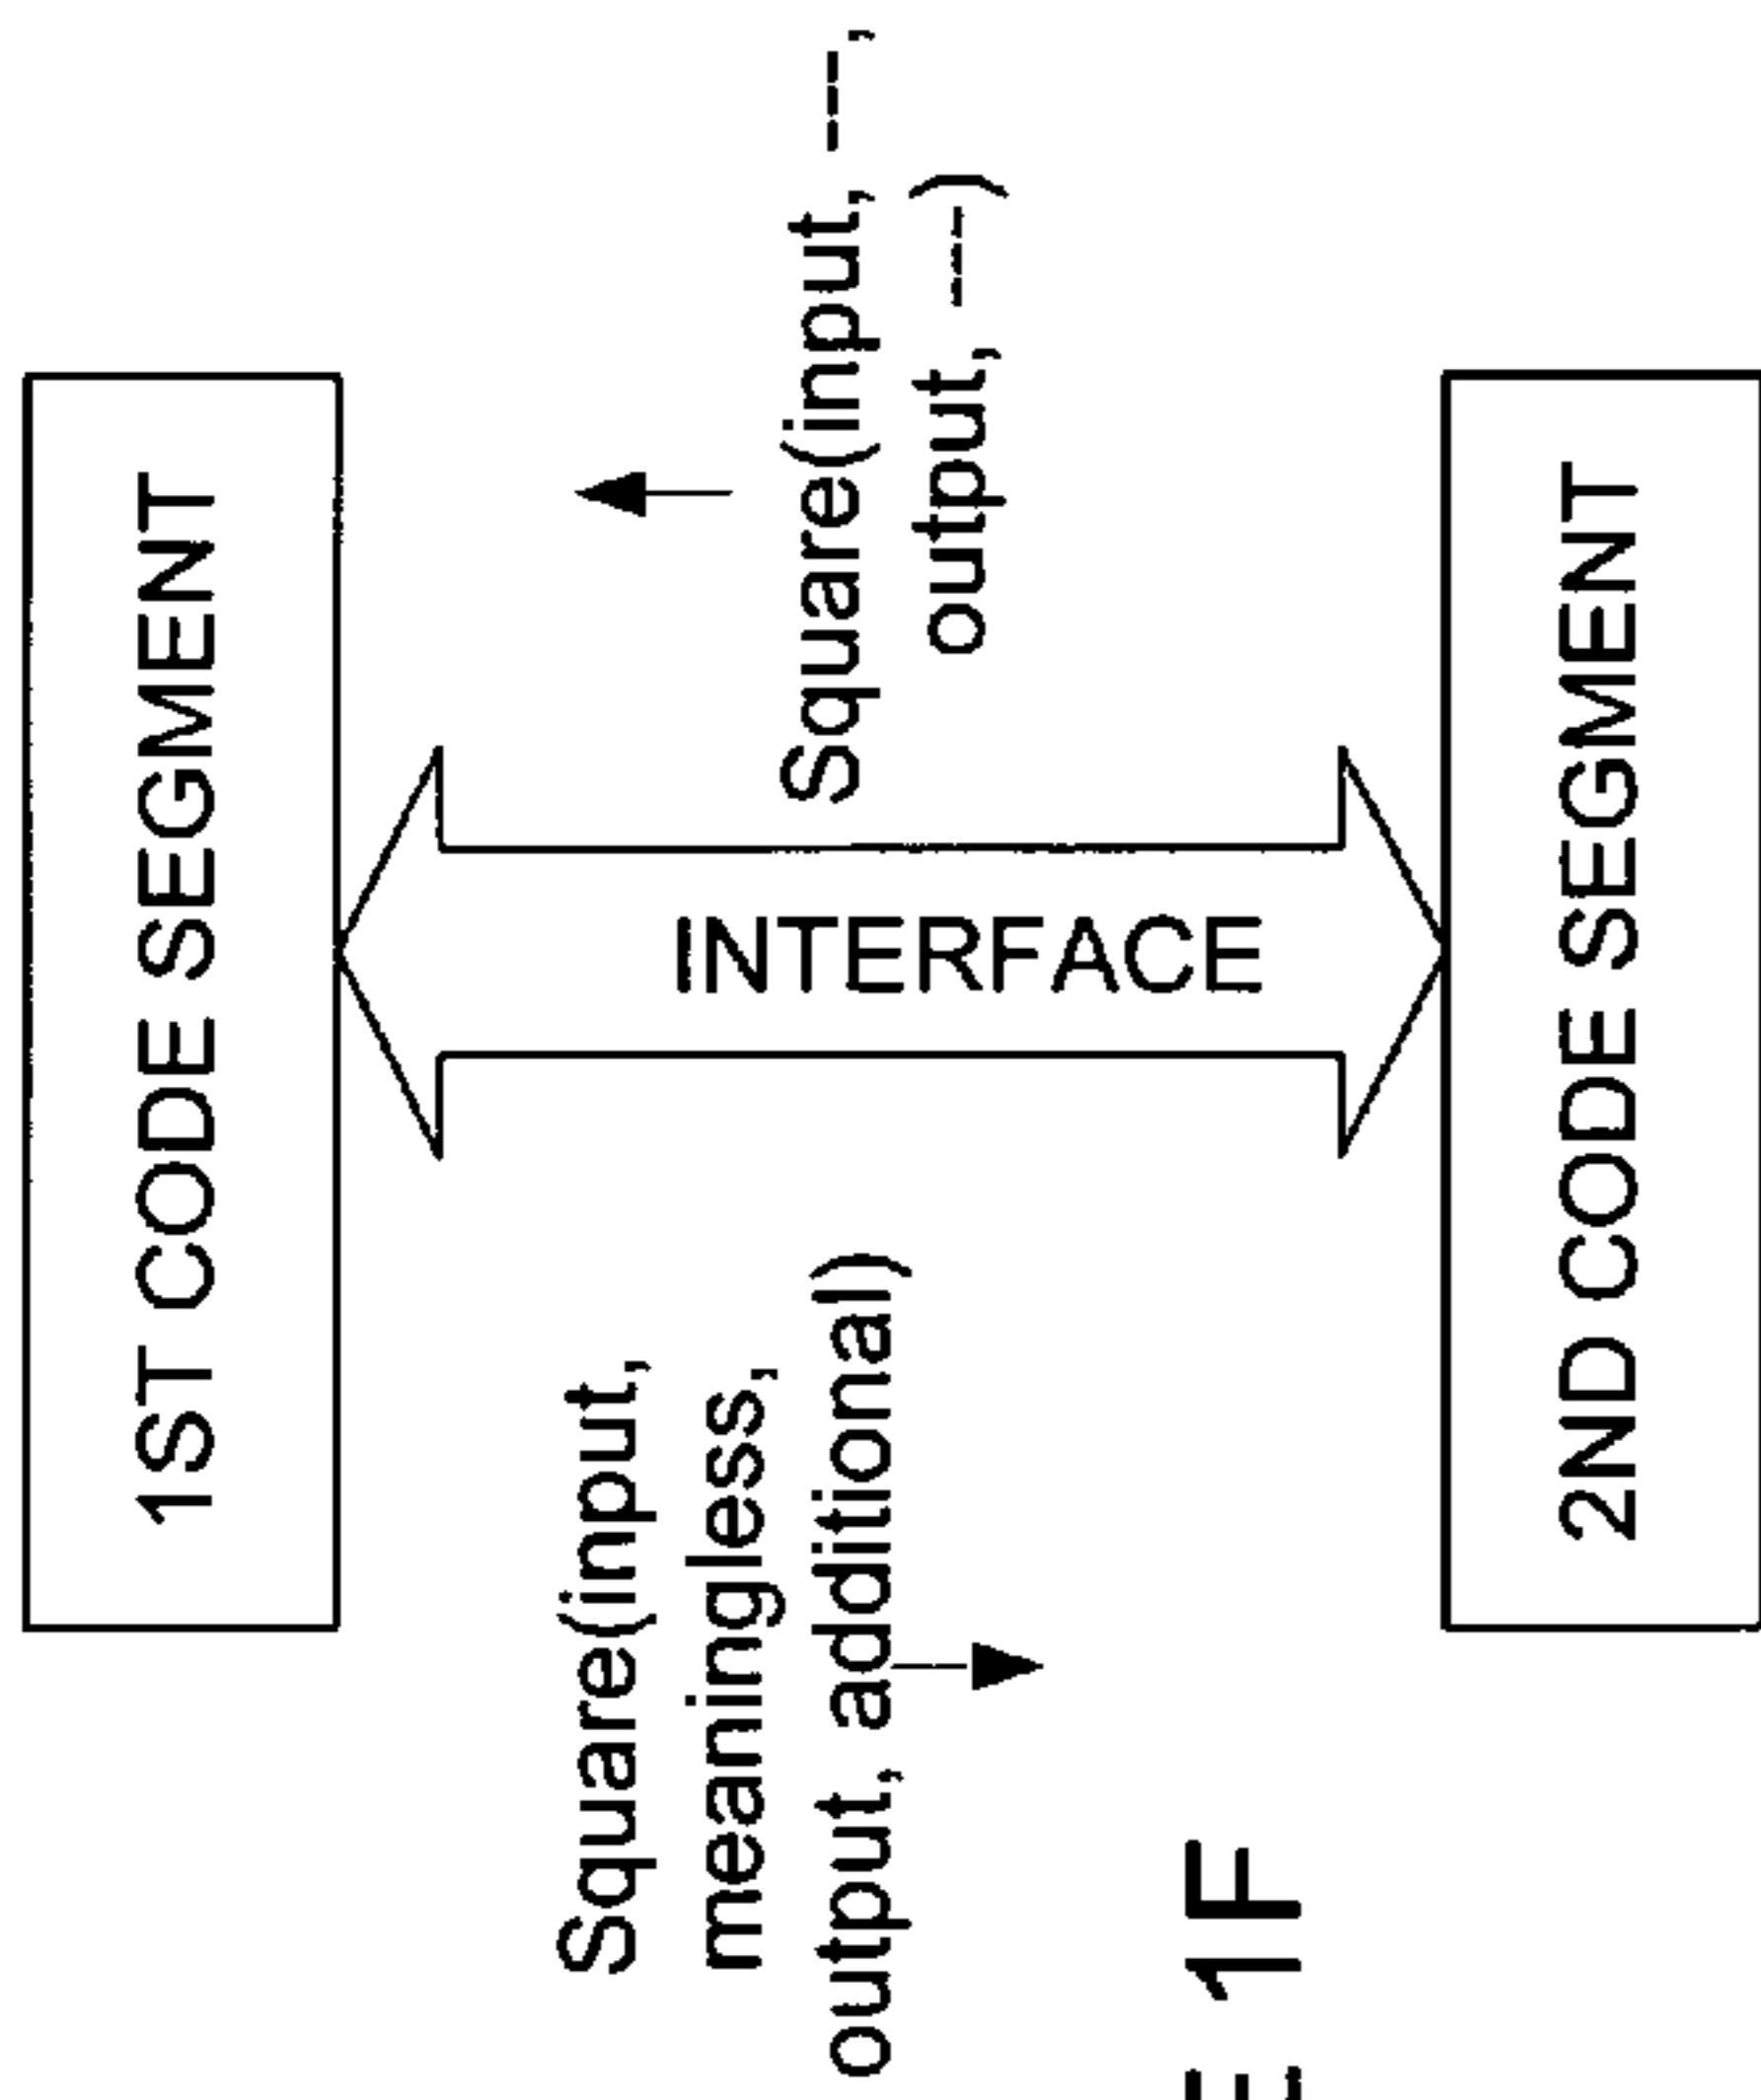 1ST CODE SEGMENT
Square(input,
meaningless,
output, additional)
INTERFACE
Square(input, ---,
output, ---)
2ND CODE SEGMENT
1F